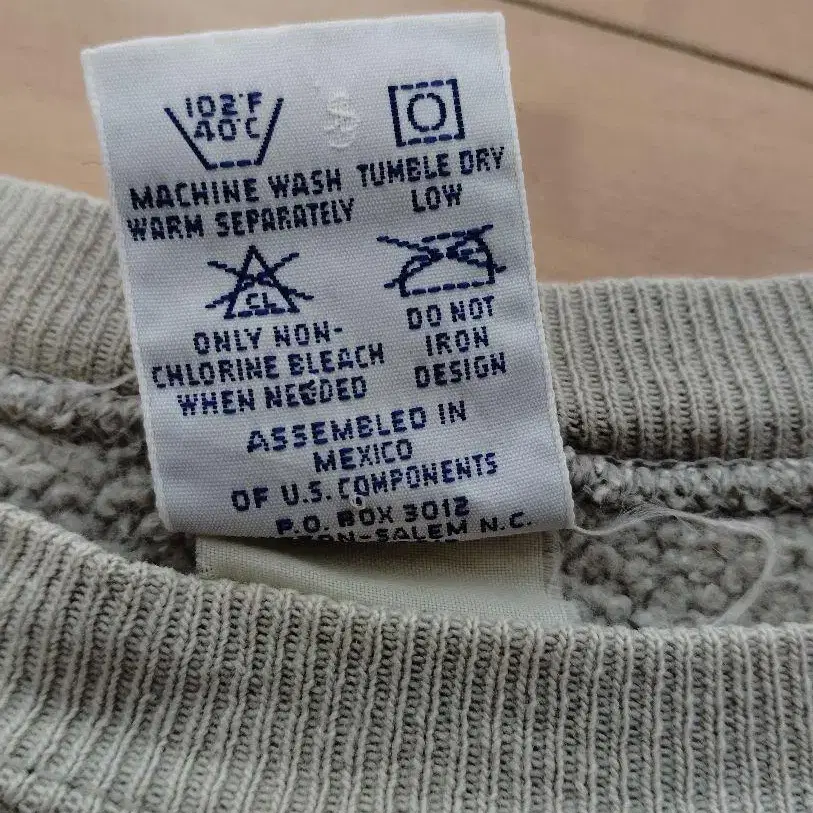 102°F
40°C
MACHINE WASH
WARM SEPARATELY
TUMBLE DRY
LOW
CL
ONLY NON-
CHLORINE BLEACH
WHEN NEEDED
DO NOT
IRON
DESIGN
ASSEMBLED IN
MEXICO
OF U.S. COMPONENTS
P.O. BOX 3012
-SALEM N.C.